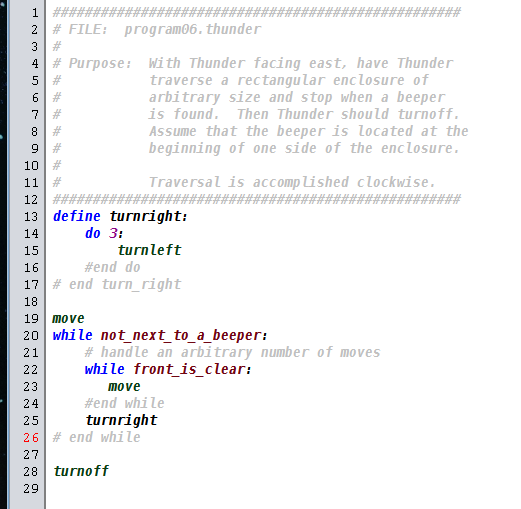 1 ##################################################
2 # FILE:  program06.thunder
3 #
4 # Purpose:  With Thunder facing east, have Thunder
5 #           traverse a rectangular enclosure of
6 #           arbitrary size and stop when a beeper
7 #           is found.  Then Thunder should turnoff.
8 #           Assume that the beeper is located at the
9 #           beginning of one side of the enclosure.
10 #
11 #           Traversal is accomplished clockwise.
12 ##################################################
13 define turnright:
14     do 3:
15         turnleft
16     #end do
17 # end turn_right
18
19 move
20 while not_next_to_a_beeper:
21     # handle an arbitrary number of moves
22     while front_is_clear:
23        move
24     #end while
25     turnright
26 # end while
27
28 turnoff
29